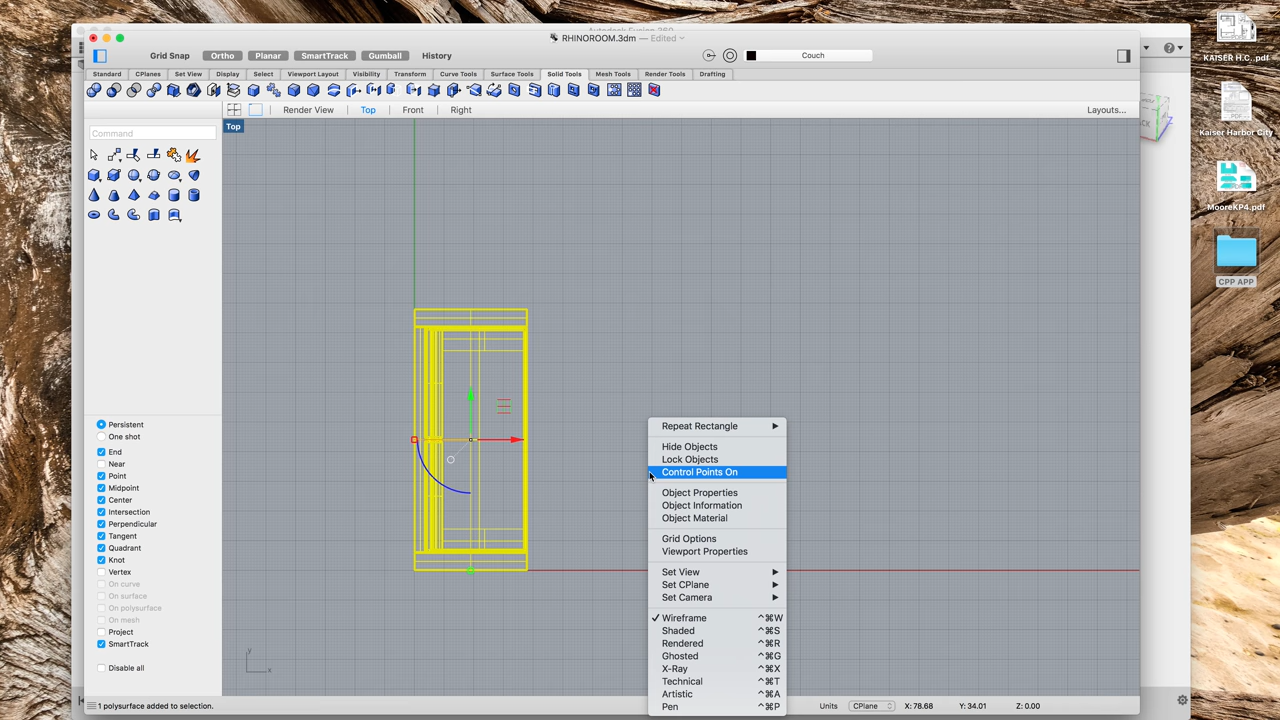 RHINOROOM.3dm — Edited
Grid Snap
Ortho
Planar
SmartTrack
Gumball
History
Couch
Standard
CPlanes
Set View
Display
Select
Viewport Layout
Visibility
Transform
Curve Tools
Surface Tools
Solid Tools
Mesh Tools
Render Tools
Drafting
Render View
Top
Front
Right
Layouts...
Top
Command
Persistent
One shot
End
Near
Point
Midpoint
Center
Intersection
Perpendicular
Tangent
Quadrant
Knot
Vertex
On curve
On surface
On polysurface
On mesh
Project
SmartTrack
Disable all
y
x
Repeat Rectangle
Hide Objects
Lock Objects
Control Points On
Object Properties
Object Information
Object Material
Grid Options
Viewport Properties
Set View
Set CPlane
Set Camera
Wireframe ^⌘W
Shaded ^⌘S
Rendered ^⌘R
Ghosted ^⌘G
X-Ray ^⌘X
Technical ^⌘T
Artistic ^⌘A
Pen ^⌘P
1 polysurface added to selection.
Units
CPlane
X: 78.68
Y: 34.01
Z: 0.00
KAISER H.C..pdf
Kaiser Harbor City
MooreKP4.pdf
CPP APP
Z